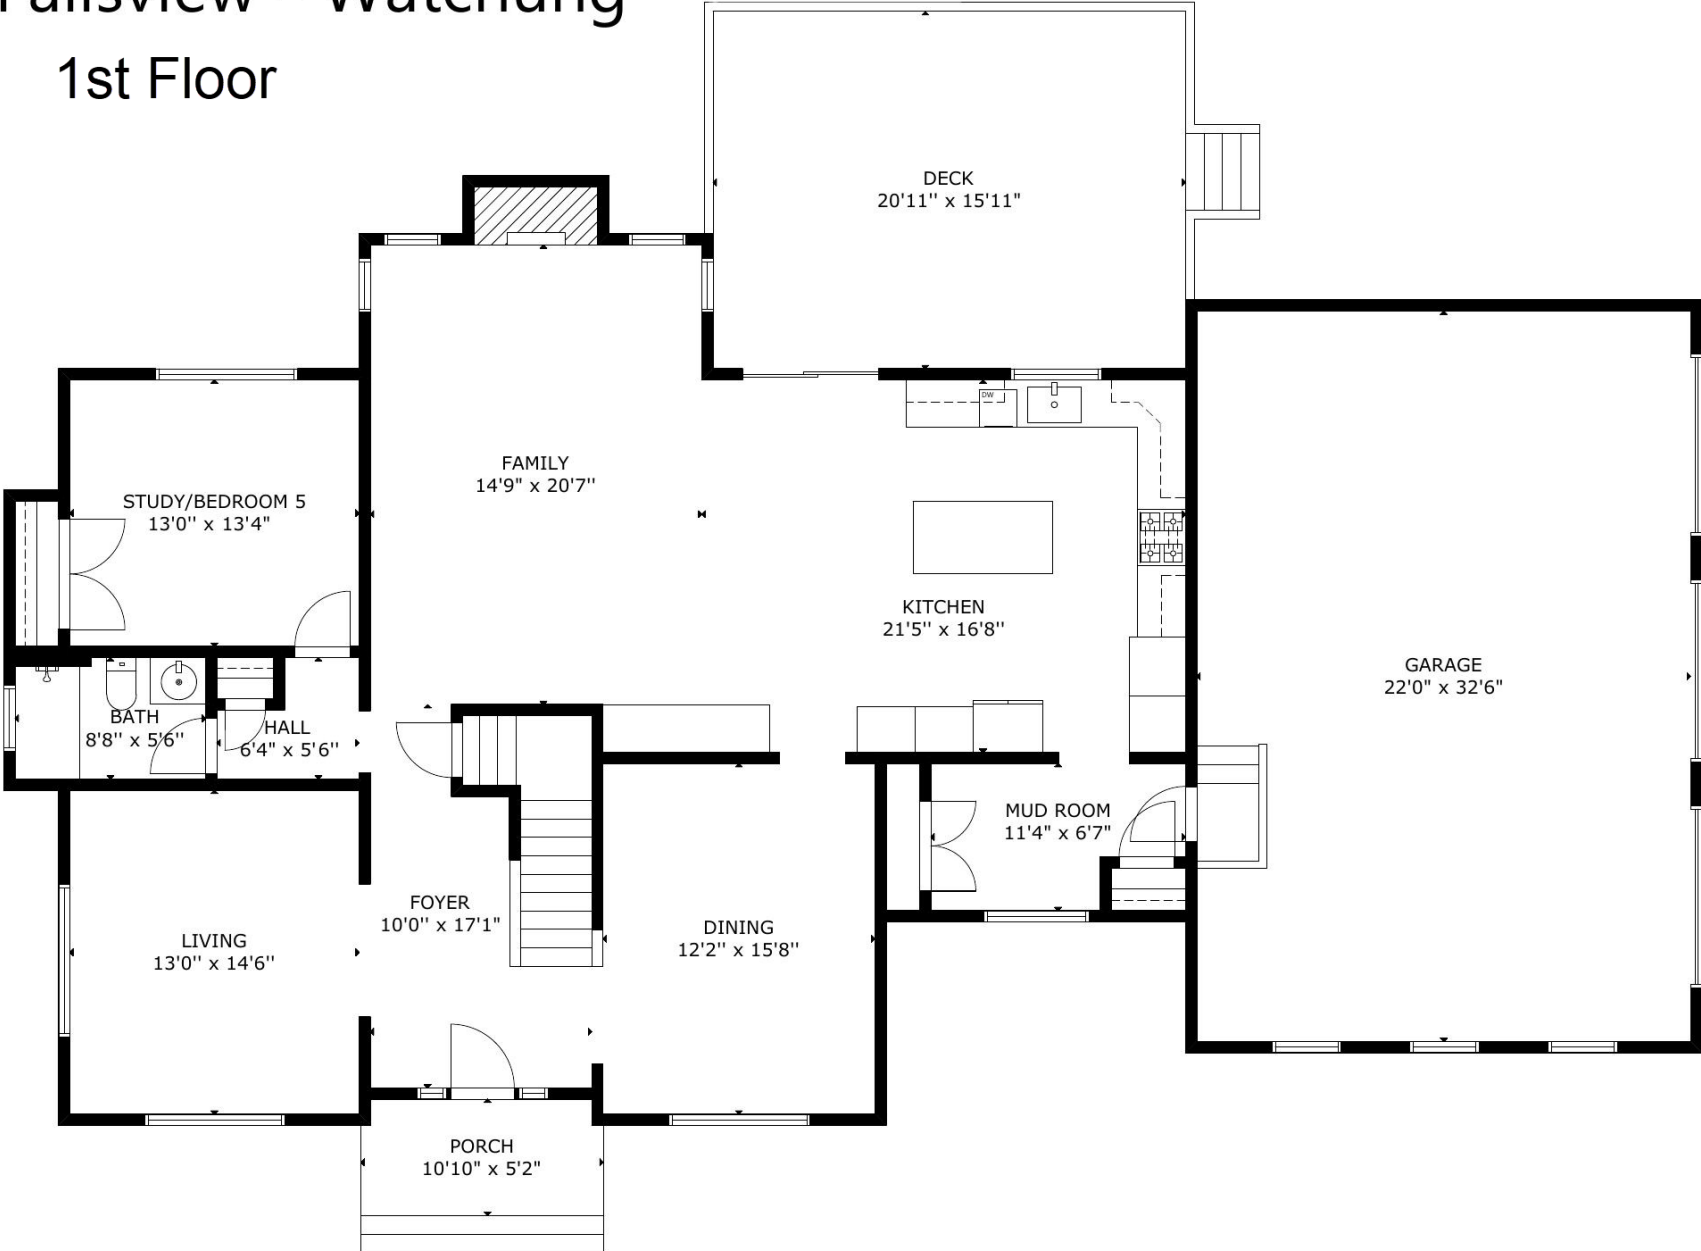 Watchung
1st Floor
DECK
20'11'' x 15'11"
FAMILY
14'9" x 20'7''
STUDY/BEDROOM 5
13'0'' x 13'4"
DW
KITCHEN
21'5'' x 16'8''
GARAGE
22'0" x 32'6"
BATH
8'8'' x 5'6''
HALL
6'4" x 5'6''
MUD ROOM
11'4" x 6'7"
FOYER
10'0'' x 17'1"
LIVING
13'0'' x 14'6''
DINING
12'2'' x 15'8''
PORCH
10'10" x 5'2"